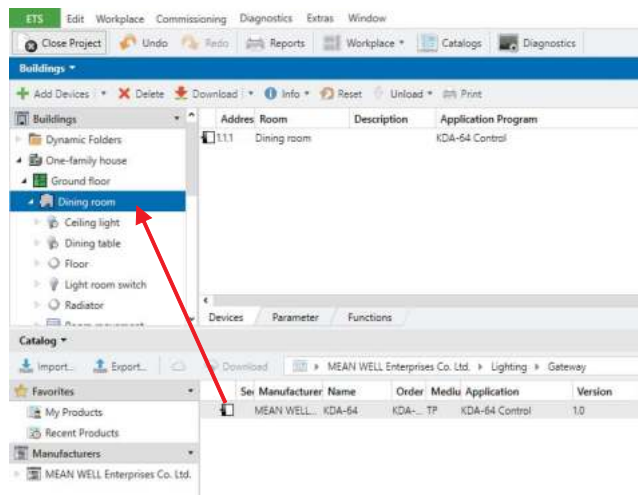 ETS Edit Workplace Commissioning Diagnostics Extras Window
Close Project Undo Redo Reports Workplace Catalogs Diagnostics
Buildings
Add Devices Delete Download Info Reset Unload Print
Buildings
Addres Room Description Application Program
Dynamic Folders
1.1.1 Dining room KDA-64 Control
One-family house
Ground floor
Dining room
Ceiling light
Dining table
Floor
Light room switch
Radiator
Room movement
Devices Parameter Functions
Catalog
Import... Export... Download MEAN WELL Enterprises Co. Ltd. Lighting Gateway
Favorites
Se Manufacturer Name Order Mediu Application Version
My Products
MEAN WELL... KDA-64 KDA-... TP KDA-64 Control 1.0
Recent Products
Manufacturers
MEAN WELL Enterprises Co. Ltd.